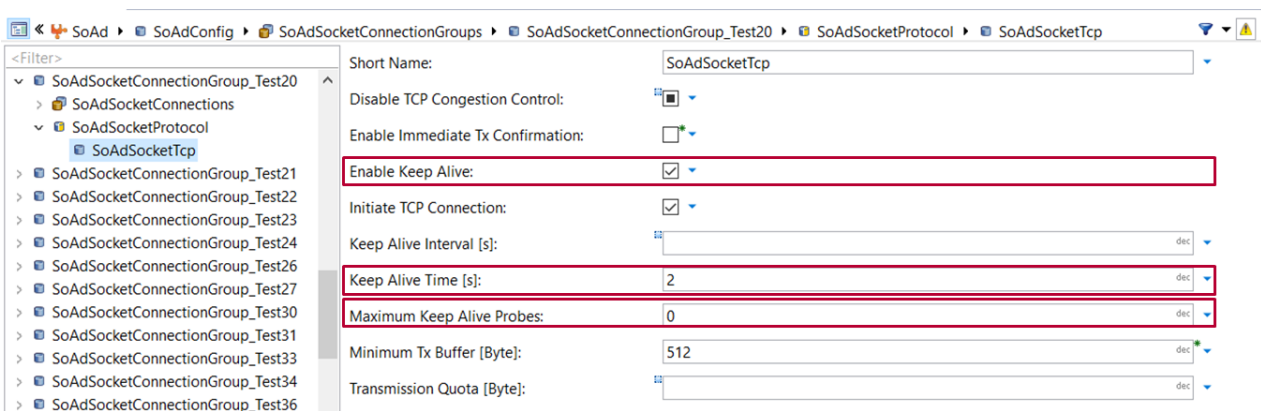 SoAd SoAdConfig SoAdSocketConnectionGroups SoAdSocketConnectionGroup_Test20 SoAdSocketProtocol SoAdSocketTcp
<Filter>
SoAdSocketConnectionGroup_Test20
SoAdSocketConnections
SoAdSocketProtocol
SoAdSocketTcp
SoAdSocketConnectionGroup_Test21
SoAdSocketConnectionGroup_Test22
SoAdSocketConnectionGroup_Test23
SoAdSocketConnectionGroup_Test24
SoAdSocketConnectionGroup_Test26
SoAdSocketConnectionGroup_Test27
SoAdSocketConnectionGroup_Test30
SoAdSocketConnectionGroup_Test31
SoAdSocketConnectionGroup_Test33
SoAdSocketConnectionGroup_Test34
SoAdSocketConnectionGroup_Test36
Short Name: SoAdSocketTcp
Disable TCP Congestion Control:
Enable Immediate Tx Confirmation:
Enable Keep Alive:
Initiate TCP Connection:
Keep Alive Interval [s]: dec
Keep Alive Time [s]: 2 dec
Maximum Keep Alive Probes: 0 dec
Minimum Tx Buffer [Byte]: 512 dec
Transmission Quota [Byte]: dec